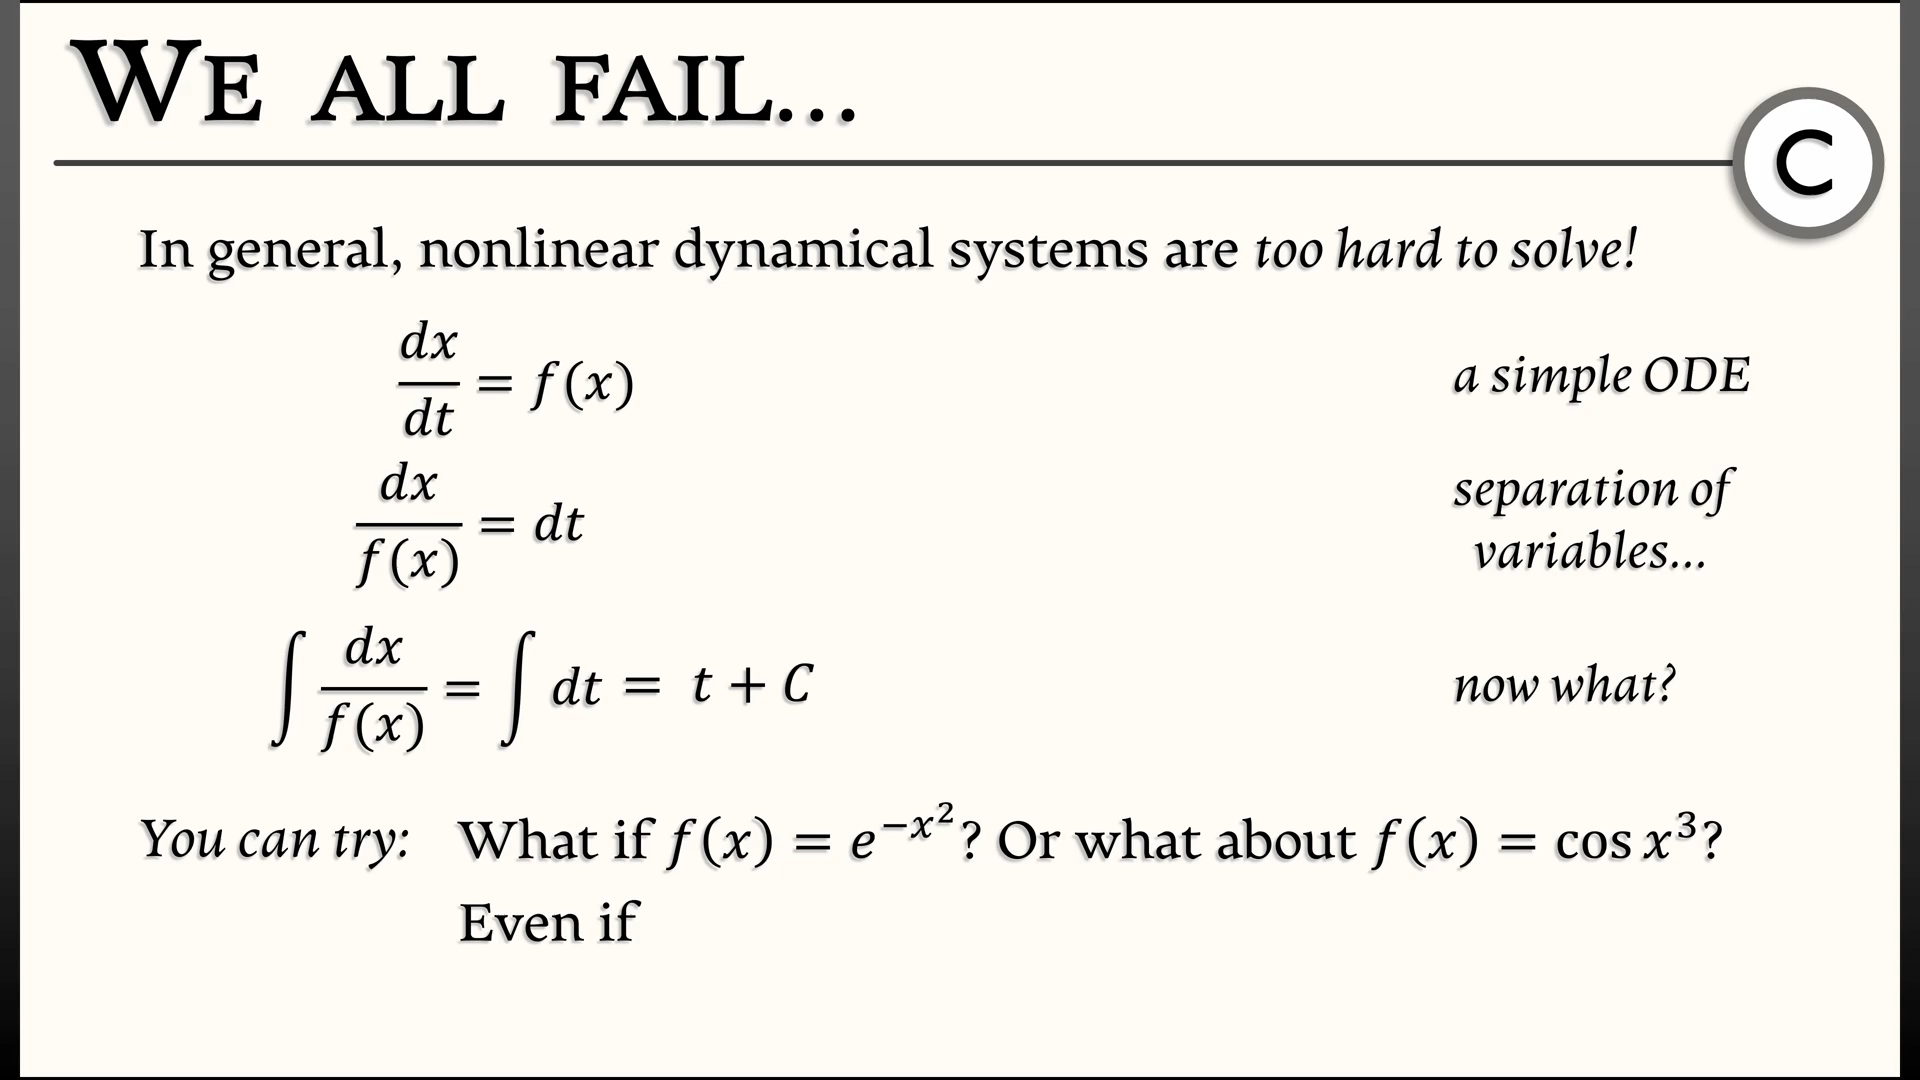 WE ALL FAIL...
C
In general, nonlinear dynamical systems are too hard to solve!
dx/dt = f(x) a simple ODE
dx/f(x) = dt separation of
variables...
∫ dx/f(x) = ∫ dt = t + C now what?
You can try: What if f(x) = e^{-x^2}? Or what about f(x) = cos x^3?
Even if